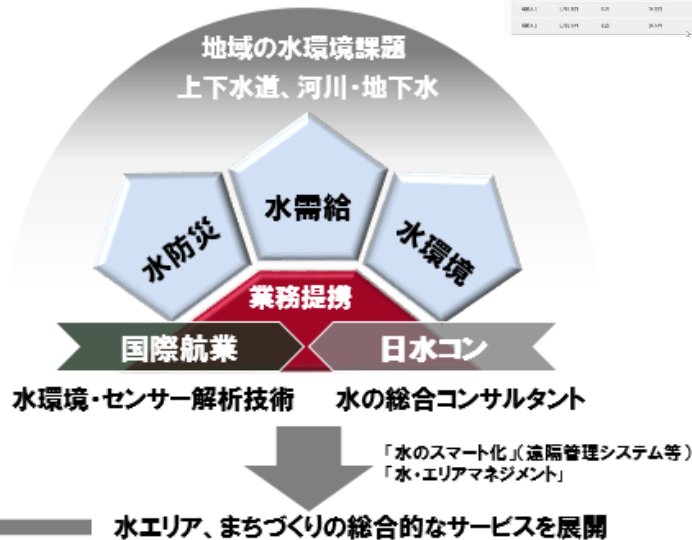 地域の水環境課題
上下水道、河川・地下水
水需給
水防災
水環境
業務提携
国際航業
日水コン
水環境・センサー解析技術
水の総合コンサルタント
「水のスマート化」(遠隔管理システム等)
「水・エリアマネジメント」
水エリア、まちづくりの総合的なサービスを展開